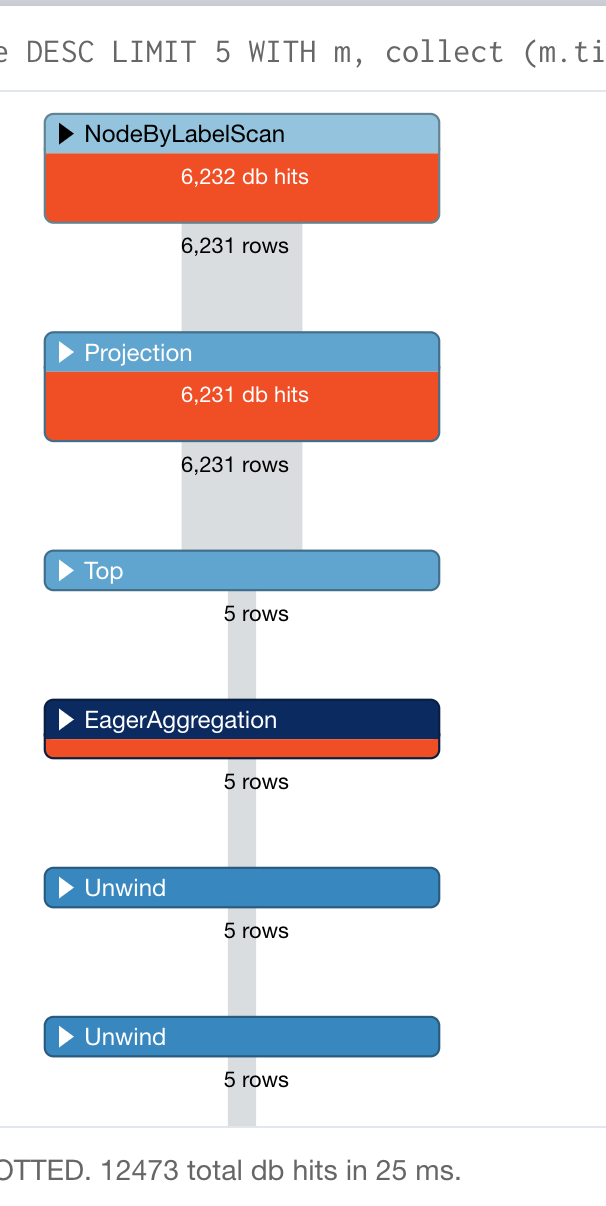 e DESC LIMIT 5 WITH m, collect (m.ti
NodeByLabelScan
6,232 db hits
6,231 rows
Projection
6,231 db hits
6,231 rows
Top
5 rows
EagerAggregation
5 rows
Unwind
5 rows
Unwind
5 rows
OTTED. 12473 total db hits in 25 ms.